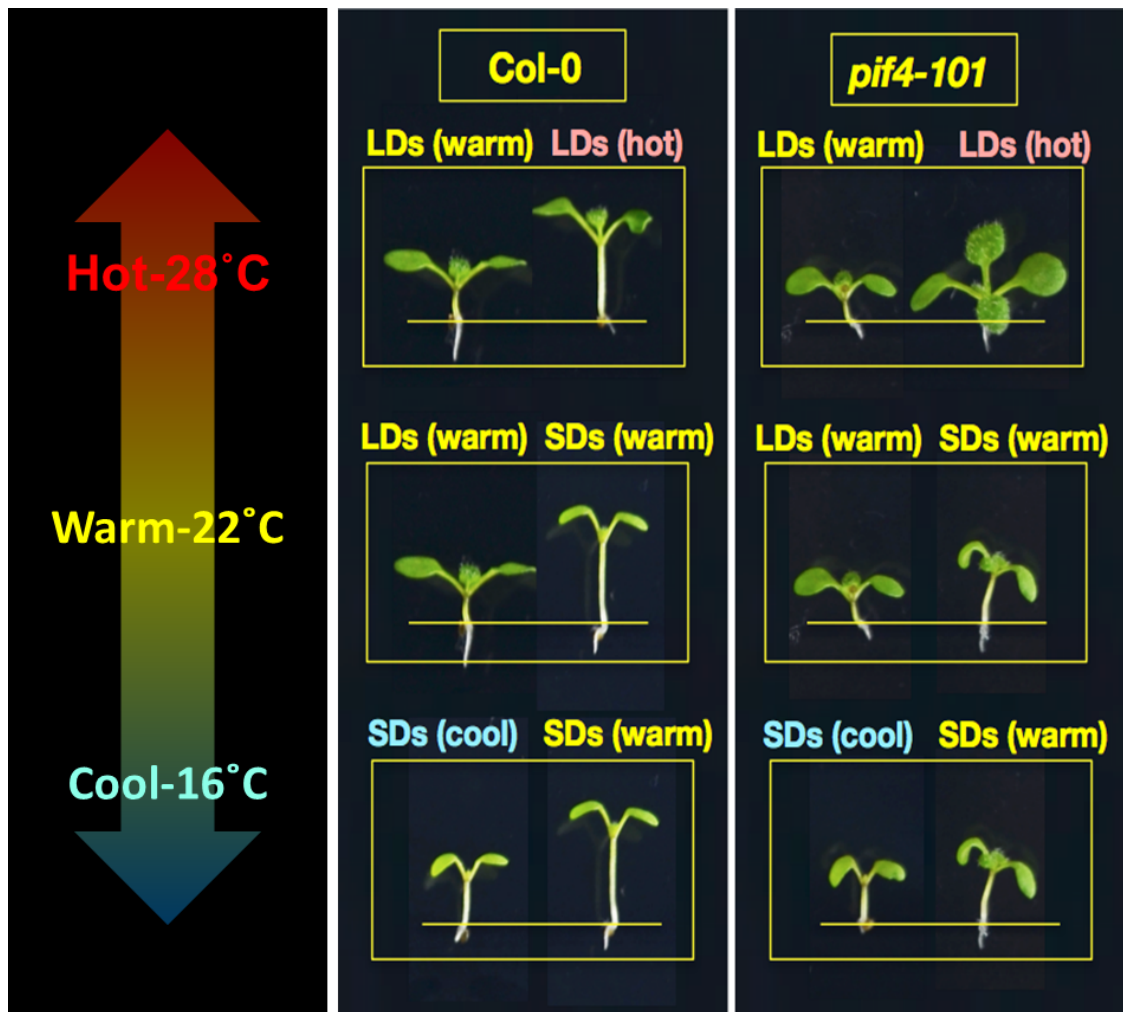 Hot-28˚C
Warm-22˚C
Cool-16˚C
Col-0
LDs (warm) LDs (hot)
LDs (warm) SDs (warm)
SDs (cool) SDs (warm)
pif4-101
LDs (warm) LDs (hot)
LDs (warm) SDs (warm)
SDs (cool) SDs (warm)